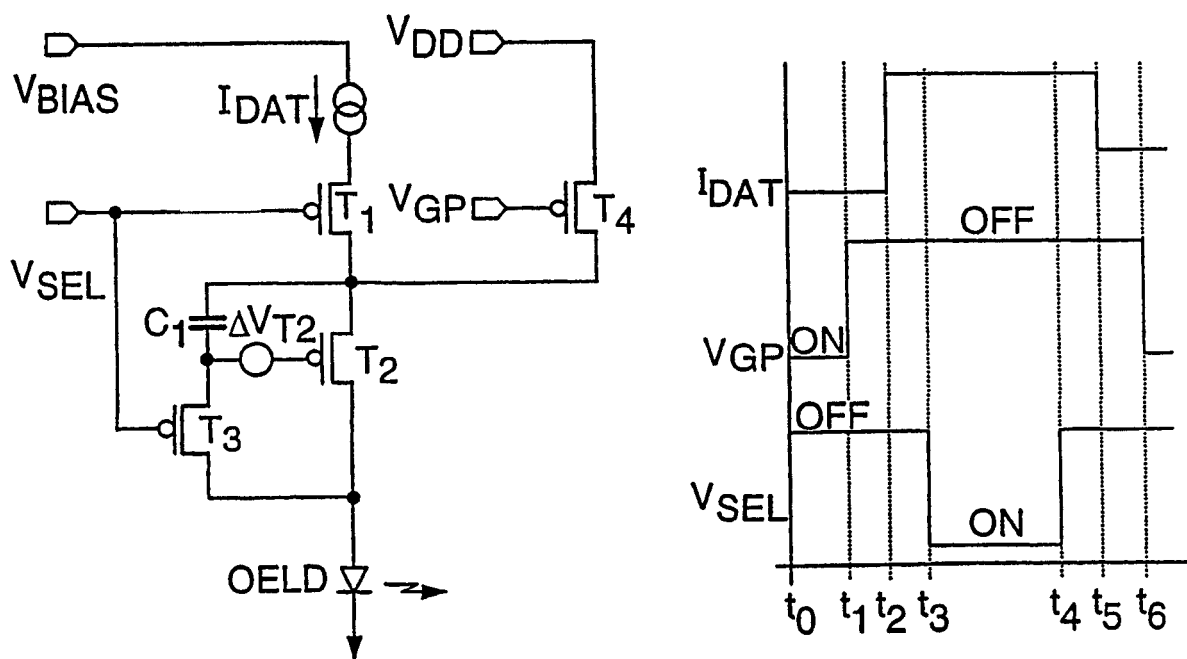 VBIAS
IDAT
VDD
VSEL
T1
VGP
T4
C1
ΔVT2
T2
T3
OELD
IDAT
OFF
VGP
ON
OFF
VSEL
ON
t0 t1 t2 t3 t4 t5 t6